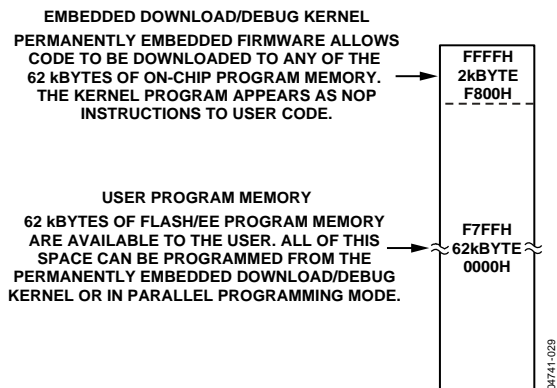 EMBEDDED DOWNLOAD/DEBUG KERNEL
PERMANENTLY EMBEDDED FIRMWARE ALLOWS
CODE TO BE DOWNLOADED TO ANY OF THE
62 kBYTES OF ON-CHIP PROGRAM MEMORY.
THE KERNEL PROGRAM APPEARS AS NOP
INSTRUCTIONS TO USER CODE.
FFFFH
2kBYTE
F800H
USER PROGRAM MEMORY
62 kBYTES OF FLASH/EE PROGRAM MEMORY
ARE AVAILABLE TO THE USER. ALL OF THIS
SPACE CAN BE PROGRAMMED FROM THE
PERMANENTLY EMBEDDED DOWNLOAD/DEBUG
KERNEL OR IN PARALLEL PROGRAMMING MODE.
F7FFH
62kBYTE
0000H
04741-029